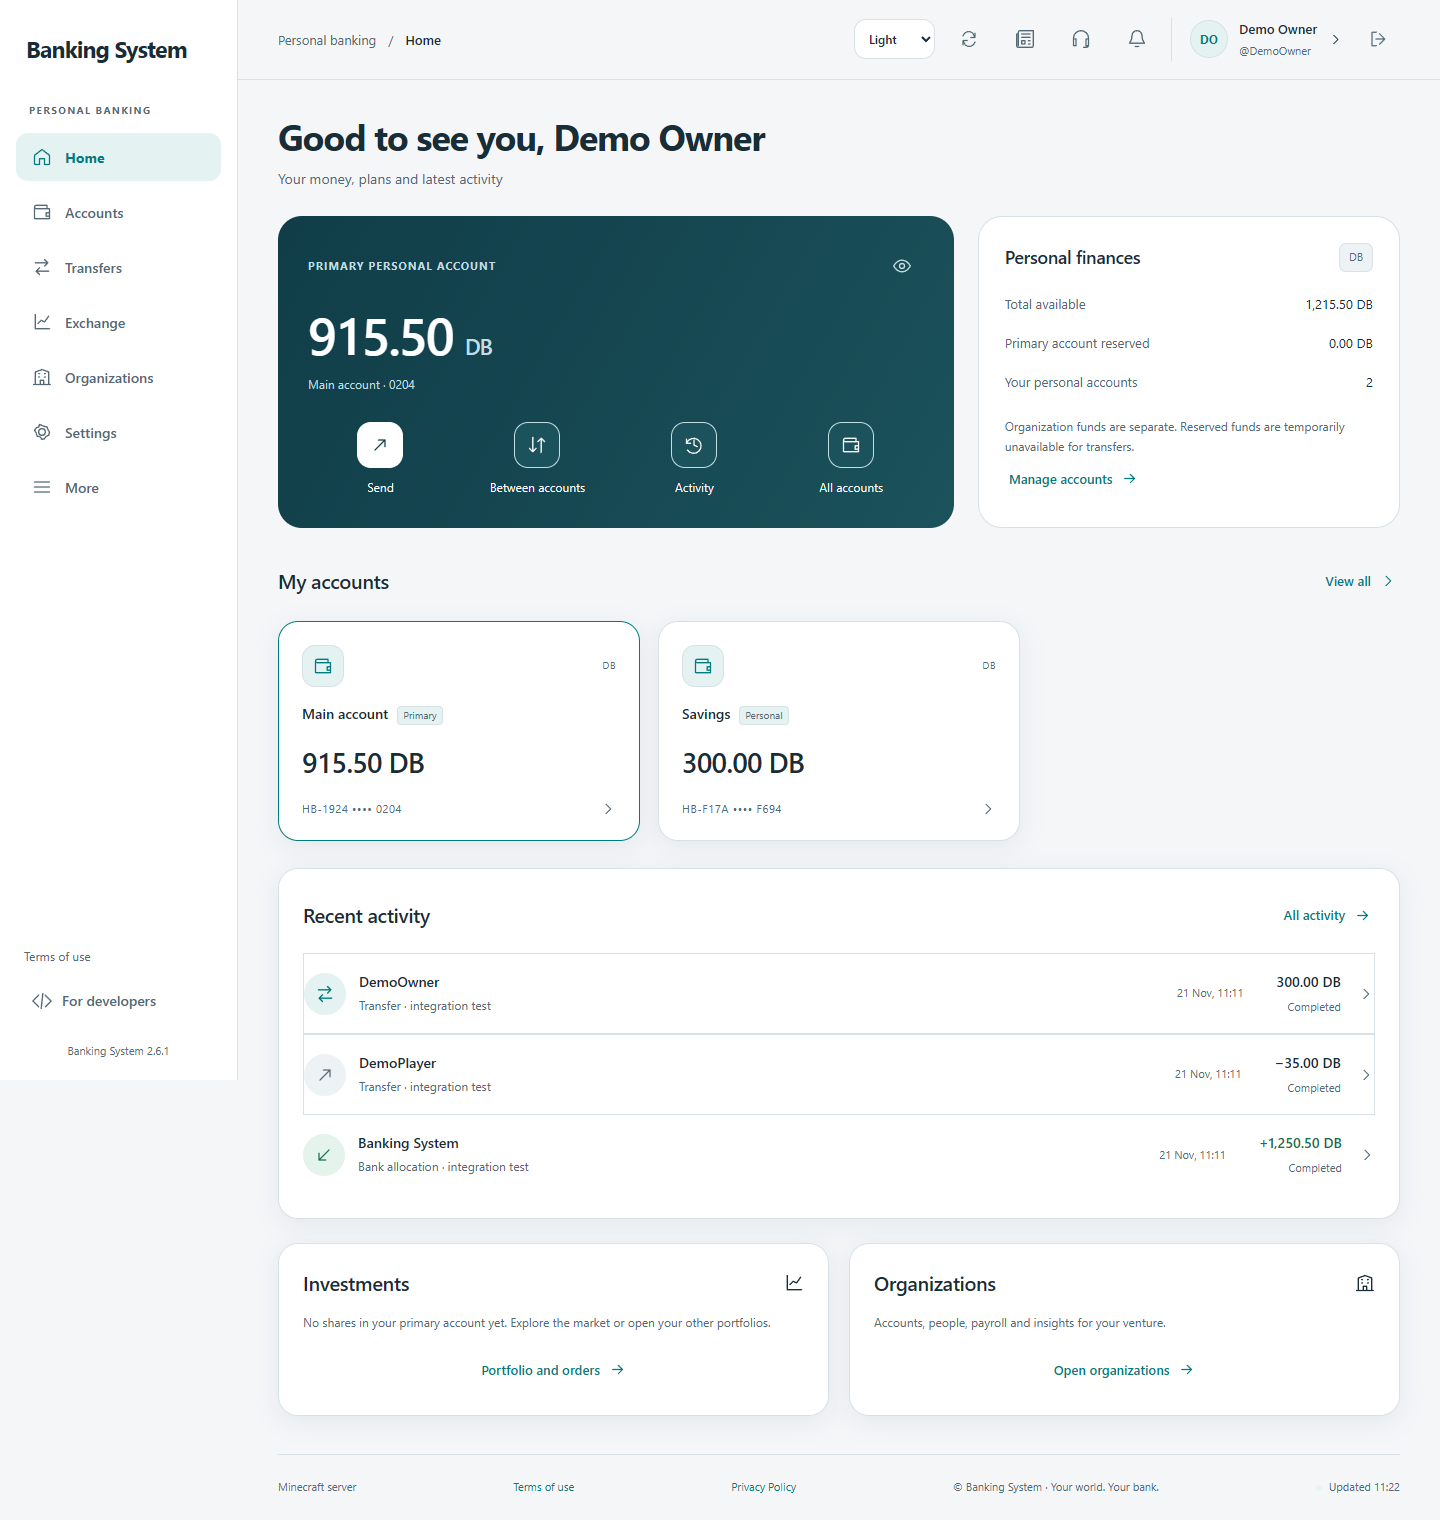 Banking System
PERSONAL BANKING
Home
Accounts
Transfers
Exchange
Organizations
Settings
More
Terms of use
For developers
Banking System 2.6.1
Personal banking / Home
Light
DO
Demo Owner
@DemoOwner
Good to see you, Demo Owner
Your money, plans and latest activity
PRIMARY PERSONAL ACCOUNT
915.50 DB
Main account · 0204
Send
Between accounts
Activity
All accounts
Personal finances
DB
Total available
1,215.50 DB
Primary account reserved
0.00 DB
Your personal accounts
2
Organization funds are separate. Reserved funds are temporarily
unavailable for transfers.
Manage accounts
My accounts
View all
DB
Main account
Primary
915.50 DB
HB-1924 •••• 0204
DB
Savings
Personal
300.00 DB
HB-F17A •••• F694
Recent activity
All activity
DemoOwner
Transfer · integration test
21 Nov, 11:11
300.00 DB
Completed
DemoPlayer
Transfer · integration test
21 Nov, 11:11
−35.00 DB
Completed
Banking System
Bank allocation · integration test
21 Nov, 11:11
+1,250.50 DB
Completed
Investments
No shares in your primary account yet. Explore the market or open your other portfolios.
Portfolio and orders
Organizations
Accounts, people, payroll and insights for your venture.
Open organizations
Minecraft server
Terms of use
Privacy Policy
© Banking System · Your world. Your bank.
Updated 11:22